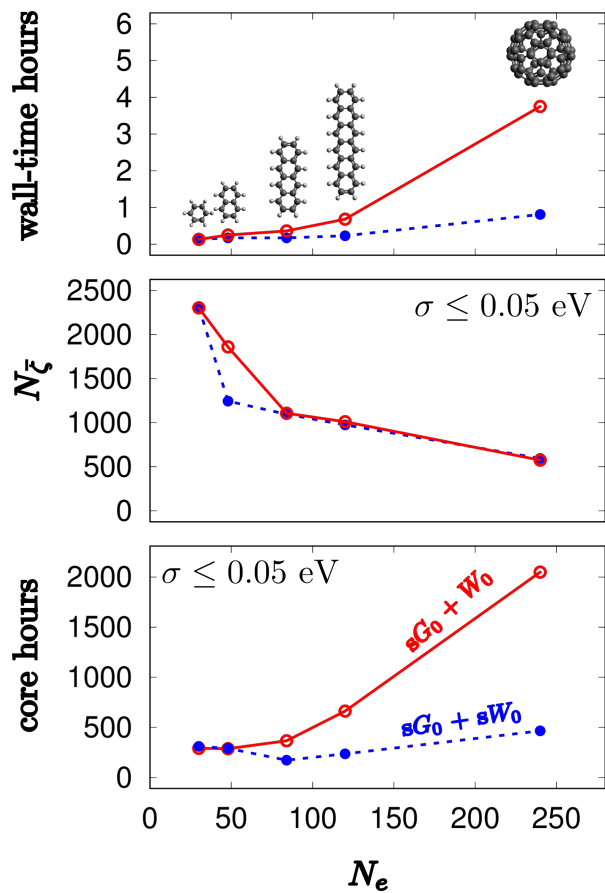 wall-time hours
6
5
4
3
2
1
0
N_ζ̄
2500
2000
1500
1000
500
0
σ ≤ 0.05 eV
core hours
2000
1500
1000
500
0
σ ≤ 0.05 eV
sG₀ + W₀
sG₀ + sW₀
0 50 100 150 200 250
Nₑ